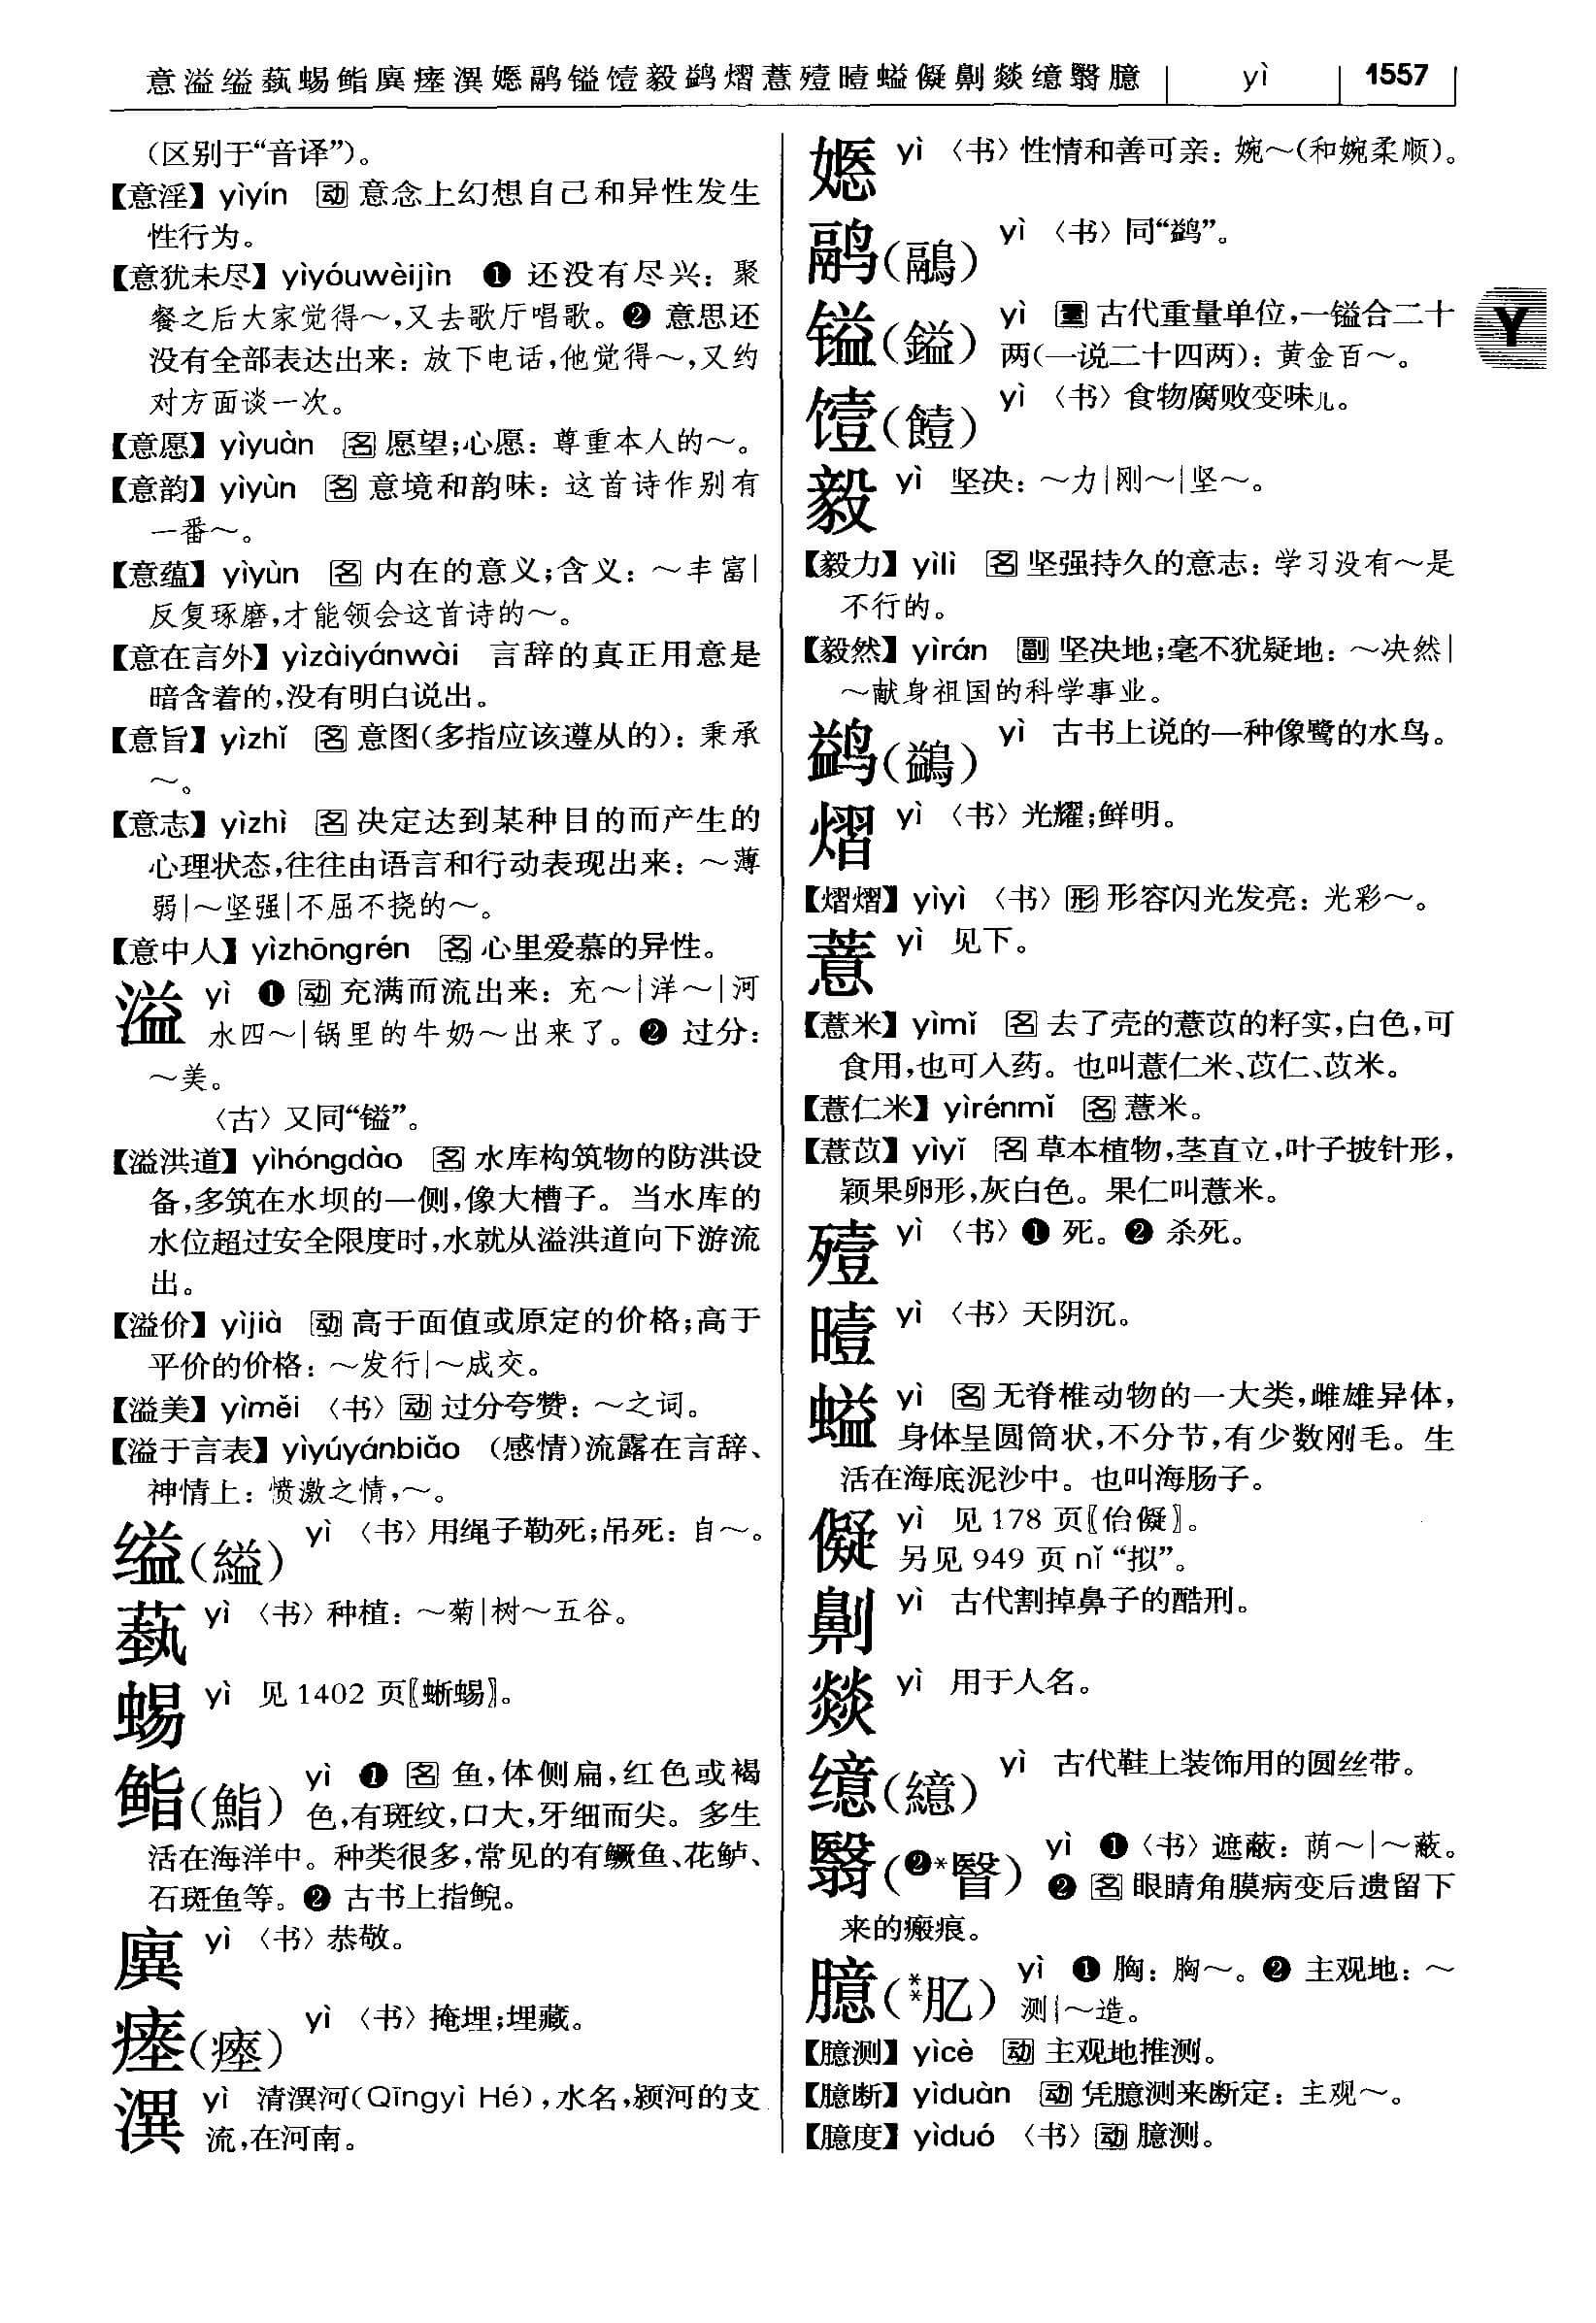 意溢缢蓺蜴鮨廙瘗潩嫕鹝镒饐毅鹢熠薏殪曀螠儗劓燚繶翳臆 yì 1557
（区别于“音译”）。
【意淫】yìyín 动 意念上幻想自己和异性发生
性行为。
【意犹未尽】yìyóuwèijìn ❶ 还没有尽兴：聚
餐之后大家觉得～，又去歌厅唱歌。❷ 意思还
没有全部表达出来：放下电话，他觉得～，又约
对方面谈一次。
【意愿】yìyuàn 名 愿望；心愿：尊重本人的～。
【意韵】yìyùn 名 意境和韵味：这首诗作别有
一番～。
【意蕴】yìyùn 名 内在的意义；含义：～丰富|
反复琢磨，才能领会这首诗的～。
【意在言外】yìzàiyánwài 言辞的真正用意是
暗含着的，没有明白说出。
【意旨】yìzhǐ 名 意图（多指应该遵从的）：秉承
～。
【意志】yìzhì 名 决定达到某种目的而产生的
心理状态，往往由语言和行动表现出来：～薄
弱|～坚强|不屈不挠的～。
【意中人】yìzhōngrén 名 心里爱慕的异性。
溢 yì ❶ 动 充满而流出来：充～|洋～|河
水四～|锅里的牛奶～出来了。❷ 过分：
～美。
〈古〉又同“镒”。
【溢洪道】yìhóngdào 名 水库构筑物的防洪设
备，多筑在水坝的一侧，像大槽子。当水库的
水位超过安全限度时，水就从溢洪道向下游流
出。
【溢价】yìjià 动 高于面值或原定的价格；高于
平价的价格：～发行|～成交。
【溢美】yìměi 〈书〉动 过分夸赞：～之词。
【溢于言表】yìyúyánbiǎo （感情）流露在言辞、
神情上：愤激之情，～。
缢（縊） yì 〈书〉用绳子勒死；吊死：自～。
蓺 yì 〈书〉种植：～菊|树～五谷。
蜴 yì 见 1402 页〖蜥蜴〗。
鮨（鮨） yì ❶ 名 鱼，体侧扁，红色或褐
色，有斑纹，口大，牙细而尖。多生
活在海洋中。种类很多，常见的有鳜鱼、花鲈、
石斑鱼等。❷ 古书上指鲵。
廙 yì 〈书〉恭敬。
瘗（瘞） yì 〈书〉掩埋；埋藏。
潩 yì 清潩河（Qīngyì Hé），水名，颍河的支
流，在河南。
嫕 yì 〈书〉性情和善可亲：婉～（和婉柔顺）。
鹝（鷊） yì 〈书〉同“鹢”。
镒（鎰） yì 量 古代重量单位，一镒合二十
两（一说二十四两）：黄金百～。
饐（饐） yì 〈书〉食物腐败变味儿。
毅 yì 坚决：～力|刚～|坚～。
【毅力】yìlì 名 坚强持久的意志：学习没有～是
不行的。
【毅然】yìrán 副 坚决地；毫不犹疑地：～决然|
～献身祖国的科学事业。
鹢（鷁） yì 古书上说的一种像鹭的水鸟。
熠 yì 〈书〉光耀；鲜明。
【熠熠】yìyì 〈书〉形 形容闪光发亮：光彩～。
薏 yì 见下。
【薏米】yìmǐ 名 去了壳的薏苡的籽实，白色，可
食用，也可入药。也叫薏仁米、苡仁、苡米。
【薏仁米】yìrénmǐ 名 薏米。
【薏苡】yìyǐ 名 草本植物，茎直立，叶子披针形，
颖果卵形，灰白色。果仁叫薏米。
殪 yì 〈书〉❶ 死。❷ 杀死。
曀 yì 〈书〉天阴沉。
螠 yì 名 无脊椎动物的一大类，雌雄异体，
身体呈圆筒状，不分节，有少数刚毛。生
活在海底泥沙中。也叫海肠子。
儗 yì 见 178 页〖佁儗〗。
另见 949 页 nǐ “拟”。
劓 yì 古代割掉鼻子的酷刑。
燚 yì 用于人名。
繶（繶） yì 古代鞋上装饰用的圆丝带。
翳（❷*瞖） yì ❶〈书〉遮蔽：荫～|～蔽。
❷ 名 眼睛角膜病变后遗留下
来的瘢痕。
臆（**肊） yì ❶ 胸：胸～。❷ 主观地：～
测|～造。
【臆测】yìcè 动 主观地推测。
【臆断】yìduàn 动 凭臆测来断定：主观～。
【臆度】yìduó 〈书〉动 臆测。
Y